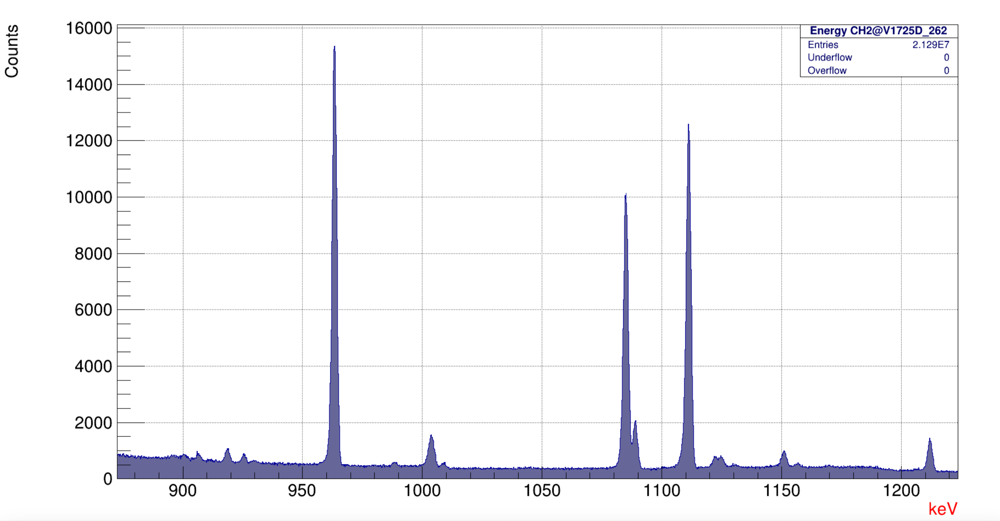 Counts
16000
14000
12000
10000
8000
6000
4000
2000
0
Energy CH2@V1725D_262
Entries 2.129E7
Underflow 0
Overflow 0
900 950 1000 1050 1100 1150 1200
keV